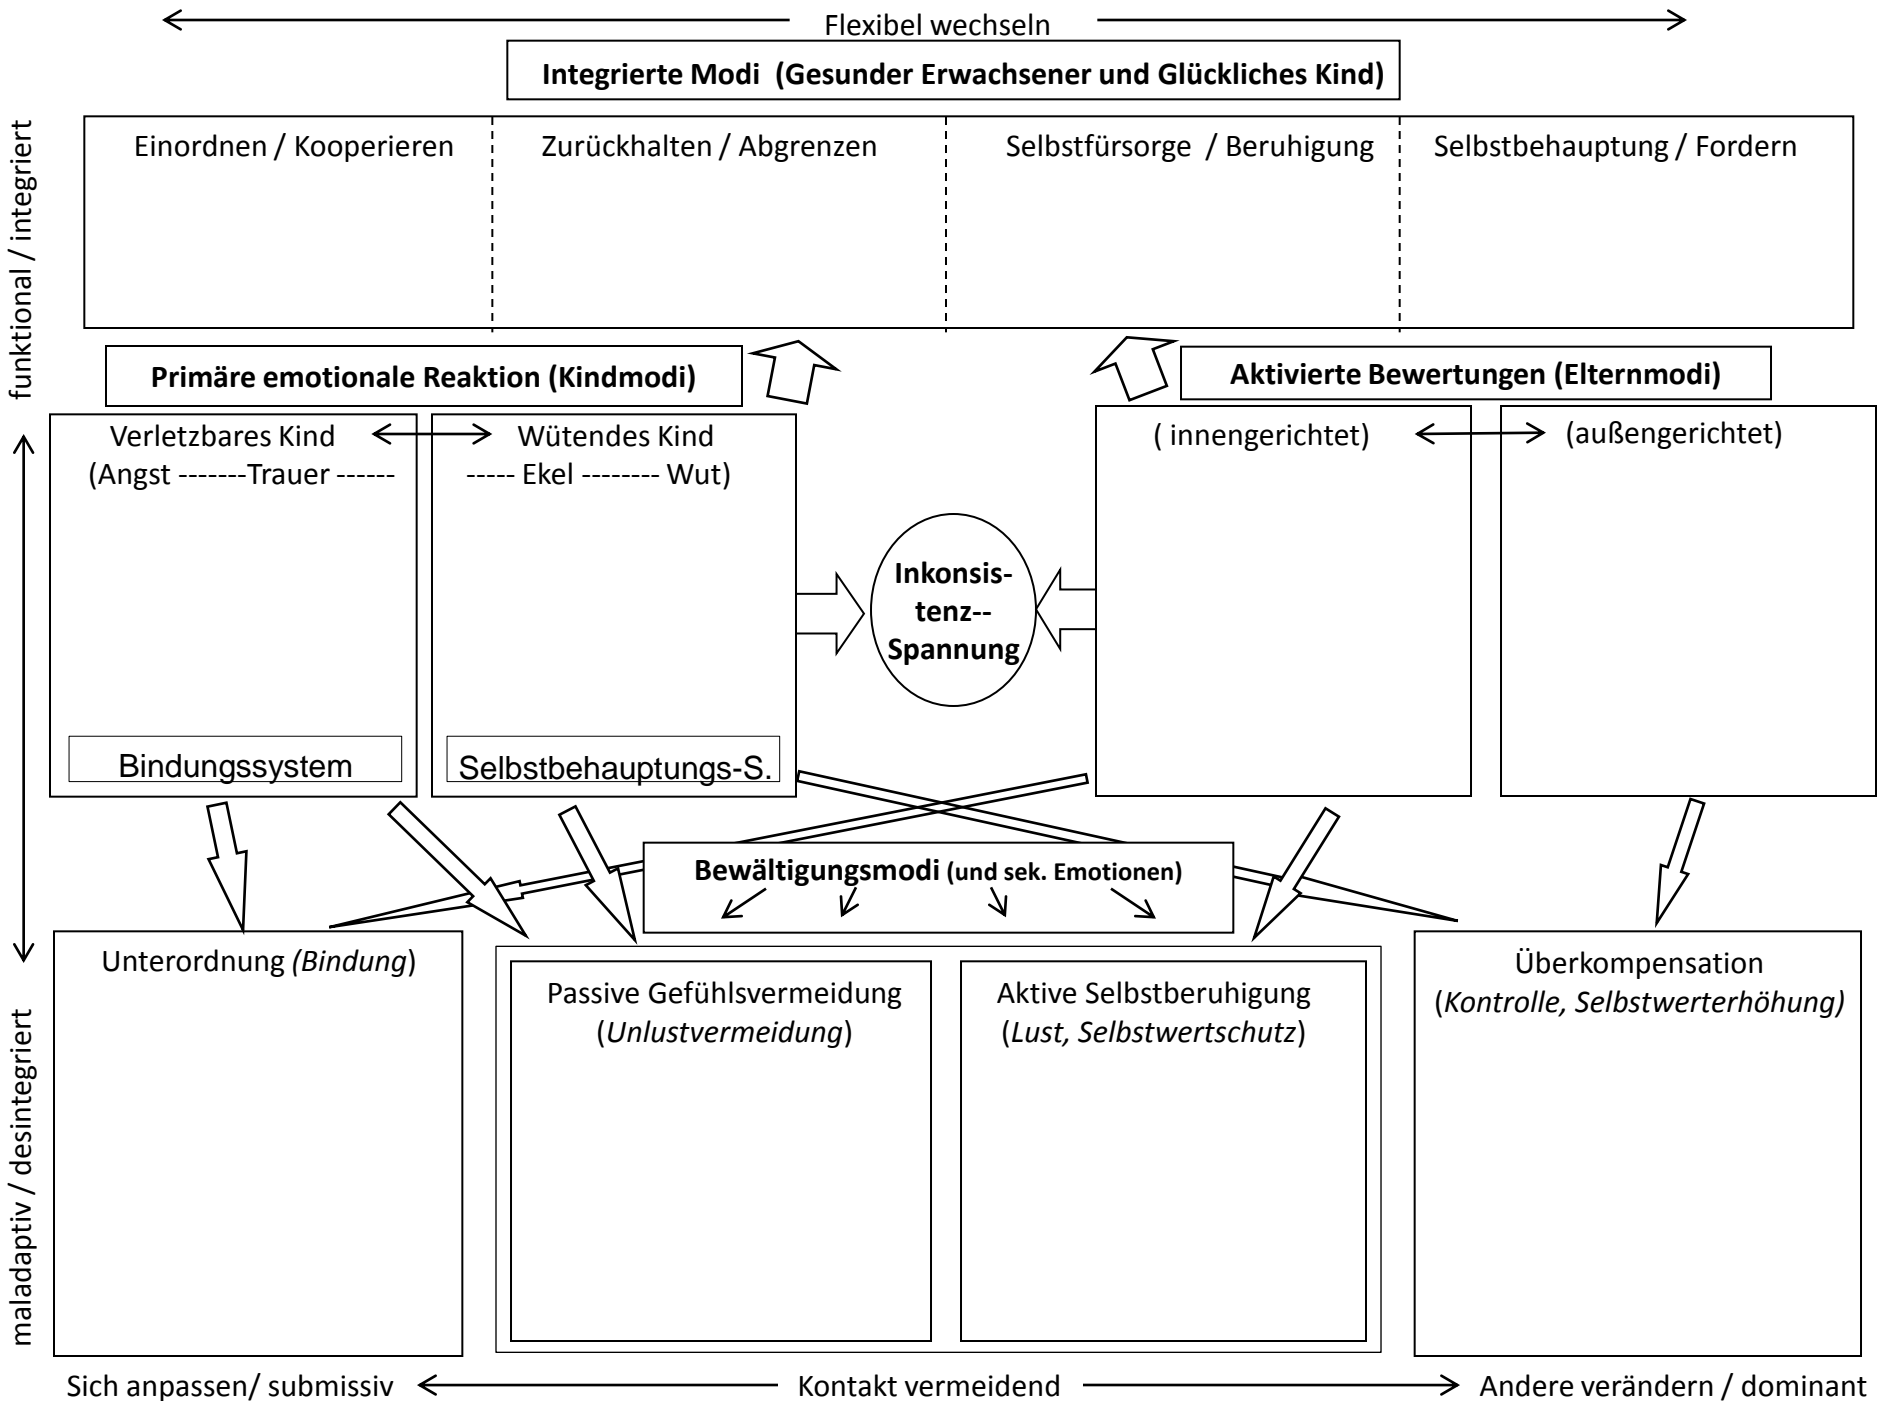 Flexibel wechseln
Integrierte Modi (Gesunder Erwachsener und Glückliches Kind)
funktional / integriert
Einordnen / Kooperieren
Zurückhalten / Abgrenzen
Selbstfürsorge / Beruhigung
Selbstbehauptung / Fordern
Primäre emotionale Reaktion (Kindmodi)
Aktivierte Bewertungen (Elternmodi)
Verletzbares Kind
(Angst -------Trauer ------
Wütendes Kind
----- Ekel -------- Wut)
( innengerichtet)
(außengerichtet)
Inkonsis-
tenz--
Spannung
Bindungssystem
Selbstbehauptungs-S.
Bewältigungsmodi (und sek. Emotionen)
maladaptiv / desintegriert
Unterordnung (Bindung)
Passive Gefühlsvermeidung
(Unlustvermeidung)
Aktive Selbstberuhigung
(Lust, Selbstwertschutz)
Überkompensation
(Kontrolle, Selbstwerterhöhung)
Sich anpassen/ submissiv
Kontakt vermeidend
Andere verändern / dominant